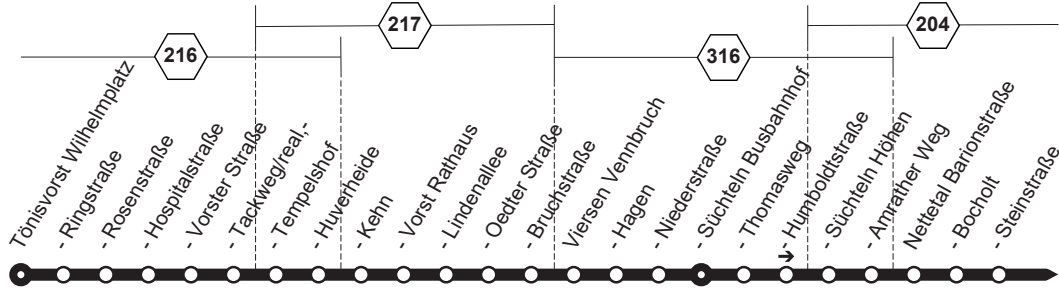 217
204
216
316
Tönisvorst Wilhelmplatz
- Ringstraße
- Rosenstraße
- Hospitalstraße
- Vorster Straße
- Tackweg/real,-
- Tempelshof
- Huverheide
- Kehn
- Vorst Rathaus
- Lindenallee
- Oedter Straße
- Bruchstraße
Viersen Vennbruch
- Hagen
- Niederstraße
- Süchteln Busbahnhof
- Thomasweg
➔ - Humboldtstraße
- Süchteln Höhen
- Amrather Weg
Nettetal Barionstraße
- Bocholt
- Steinstraße